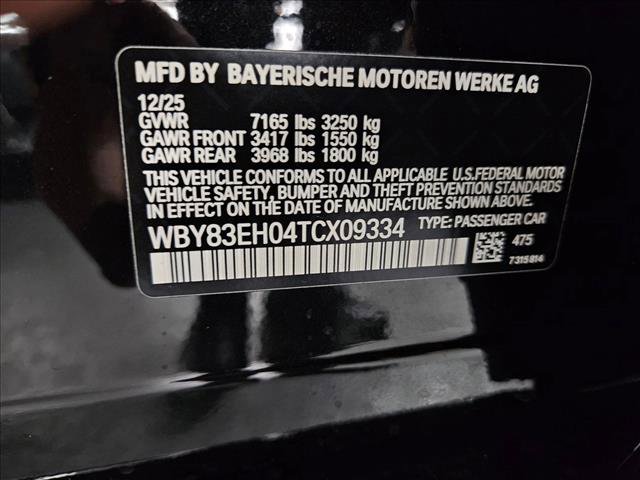 MFD BY BAYERISCHE MOTOREN WERKE AG
12/25
GVWR 7165 lbs 3250 kg
GAWR FRONT 3417 lbs 1550 kg
GAWR REAR 3968 lbs 1800 kg
THIS VEHICLE CONFORMS TO ALL APPLICABLE U.S.FEDERAL MOTOR
VEHICLE SAFETY, BUMPER AND THEFT PREVENTION STANDARDS
IN EFFECT ON THE DATE OF MANUFACTURE SHOWN ABOVE.
WBY83EH04TCX09334 TYPE: PASSENGER CAR
475
7315814